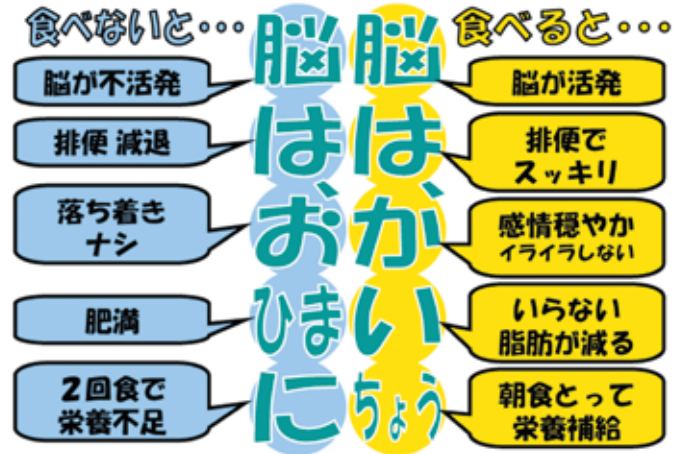 食べないと・・・
脳が不活発
排便 減退
落ち着き
ナシ
肥満
2回食で
栄養不足
脳
は、
お
ひま
に
脳
は、
か
い
ちょう
食べると・・・
脳が活発
排便で
スッキリ
感情穏やか
イライラしない
いらない
脂肪が減る
朝食とって
栄養補給